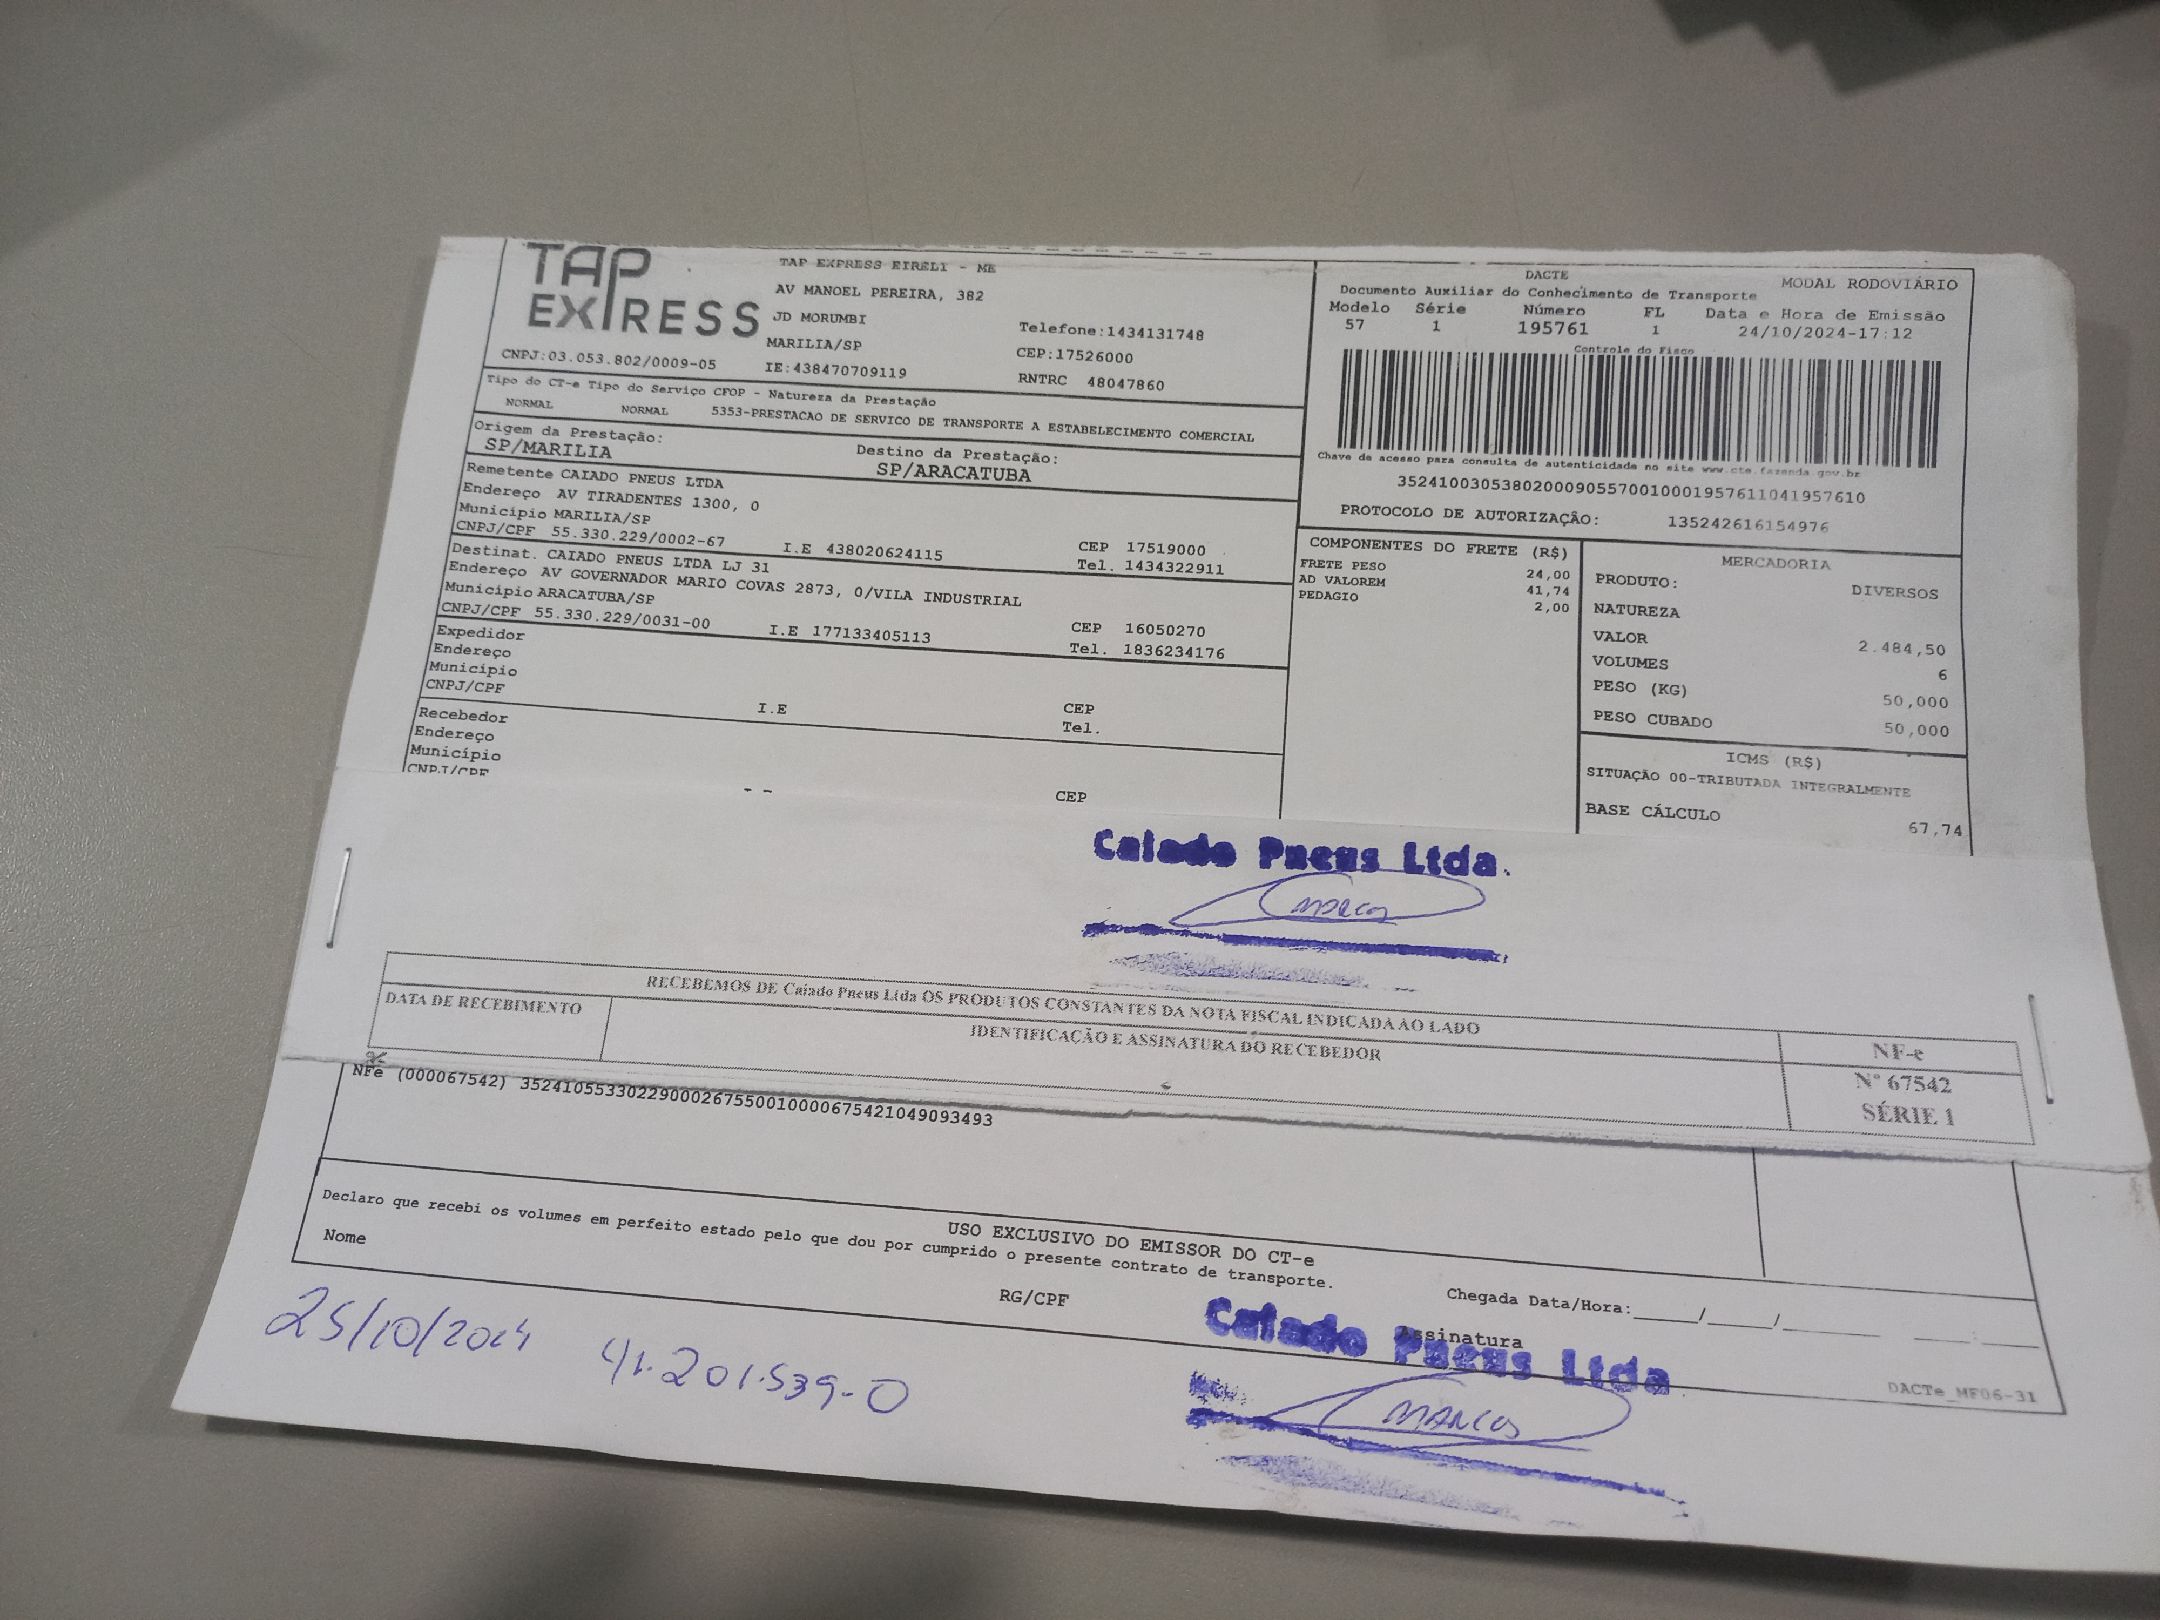 TAP
EXPRESS
TAP EXPRESS EIRELI - ME
AV MANOEL PEREIRA, 382
JD MORUMBI
Telefone:1434131748
MARILIA/SP
CEP:17526000
CNPJ:03.053.802/0009-05
IE:438470709119
RNTRC 48047860
DACTE
MODAL RODOVIÁRIO
Documento Auxiliar do Conhecimento de Transporte
Modelo Série Número FL Data e Hora de Emissão
57 1 195761 1 24/10/2024-17:12
Controle do Fisco
Chave de acesso para consulta de autenticidade no site www.cte.fazenda.gov.br
35241003053802000905570010001957611041957610
PROTOCOLO DE AUTORIZAÇÃO: 135242616154976
Tipo do CT-e Tipo do Serviço CFOP - Natureza da Prestação
NORMAL NORMAL 5353-PRESTACAO DE SERVICO DE TRANSPORTE A ESTABELECIMENTO COMERCIAL
Origem da Prestação: Destino da Prestação:
SP/MARILIA SP/ARACATUBA
Remetente CAIADO PNEUS LTDA
Endereço AV TIRADENTES 1300, 0
Município MARILIA/SP CEP 17519000
CNPJ/CPF 55.330.229/0002-67 I.E 438020624115 Tel. 1434322911
Destinat. CAIADO PNEUS LTDA LJ 31
Endereço AV GOVERNADOR MARIO COVAS 2873, 0/VILA INDUSTRIAL
Município ARACATUBA/SP CEP 16050270
CNPJ/CPF 55.330.229/0031-00 I.E 177133405113 Tel. 1836234176
Expedidor
Endereço
Município CEP
CNPJ/CPF I.E Tel.
Recebedor
Endereço
Município CEP
CNPJ/CPF
COMPONENTES DO FRETE (R$)
FRETE PESO 24,00
AD VALOREM 41,74
PEDAGIO 2,00
MERCADORIA
PRODUTO: DIVERSOS
NATUREZA
VALOR 2.484,50
VOLUMES 6
PESO (KG) 50,000
PESO CUBADO 50,000
ICMS (R$)
SITUAÇÃO 00-TRIBUTADA INTEGRALMENTE
BASE CÁLCULO 67,74
Caiado Pneus Ltda.
MARCOS
RECEBEMOS DE Caiado Pneus Ltda OS PRODUTOS CONSTANTES DA NOTA FISCAL INDICADA AO LADO
DATA DE RECEBIMENTO
IDENTIFICAÇÃO E ASSINATURA DO RECEBEDOR
NF-e
Nº 67542
SÉRIE 1
NFe (000067542) 35241055330229000267550010000675421049093493
USO EXCLUSIVO DO EMISSOR DO CT-e
Declaro que recebi os volumes em perfeito estado pelo que dou por cumprido o presente contrato de transporte.
Nome RG/CPF Assinatura
Chegada Data/Hora:_____/_____/_______ _____:_____
25/10/2024 41.201.539-0
Caiado Pneus Ltda
MARCOS
DACTe_MF06-31